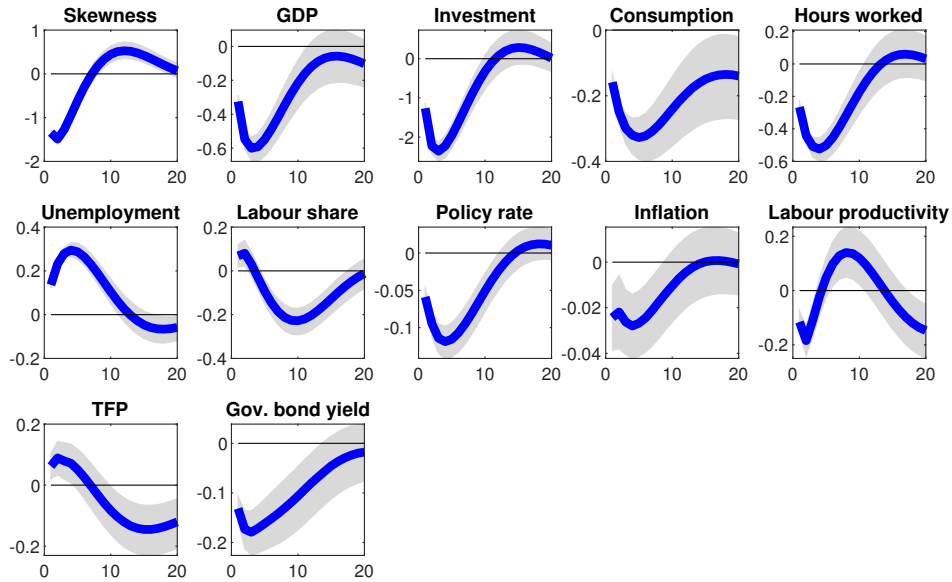 Skewness GDP Investment Consumption Hours worked
1 0 0 0 0.2
0 -0.2 -1 -0.2 0
-1 -0.4 -2 -0.4 -0.2
-2 -0.6 -0.4
-0.6
0 10 20 0 10 20 0 10 20 0 10 20 0 10 20
Unemployment Labour share Policy rate Inflation Labour productivity
0.4 0.2 0 0 0.2
0.2 0 -0.05 -0.02 0
0 -0.2 -0.1 -0.04 -0.2
-0.2 -0.4
0 10 20 0 10 20 0 10 20 0 10 20 0 10 20
TFP Gov. bond yield
0.2 0
0 -0.1
-0.2 -0.2
0 10 20 0 10 20